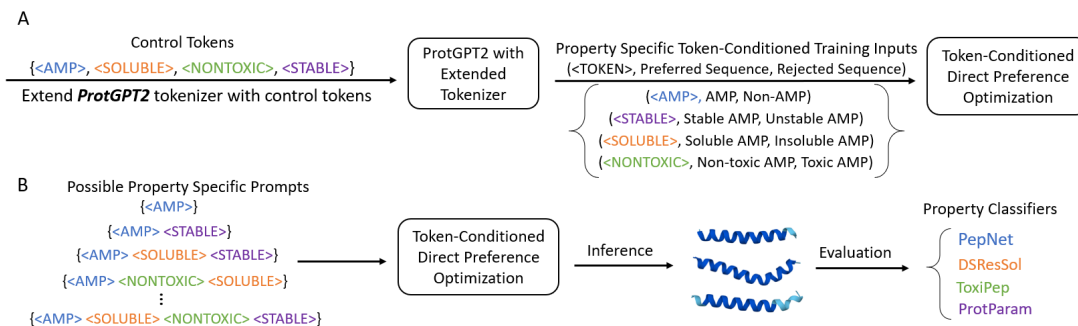 A
Control Tokens
{<AMP>, <SOLUBLE>, <NONTOXIC>, <STABLE>}
Extend ProtGPT2 tokenizer with control tokens
ProtGPT2 with
Extended
Tokenizer
Property Specific Token-Conditioned Training Inputs
(<TOKEN>, Preferred Sequence, Rejected Sequence)
(<AMP>, AMP, Non-AMP)
(<STABLE>, Stable AMP, Unstable AMP)
(<SOLUBLE>, Soluble AMP, Insoluble AMP)
(<NONTOXIC>, Non-toxic AMP, Toxic AMP)
Token-Conditioned
Direct Preference
Optimization
B
Possible Property Specific Prompts
{<AMP>}
{<AMP> <STABLE>}
{<AMP> <SOLUBLE> <STABLE>}
{<AMP> <NONTOXIC> <SOLUBLE>}
⋮
{<AMP> <SOLUBLE> <NONTOXIC> <STABLE>}
Token-Conditioned
Direct Preference
Optimization
Inference
Evaluation
Property Classifiers
PepNet
DSResSol
ToxiPep
ProtParam